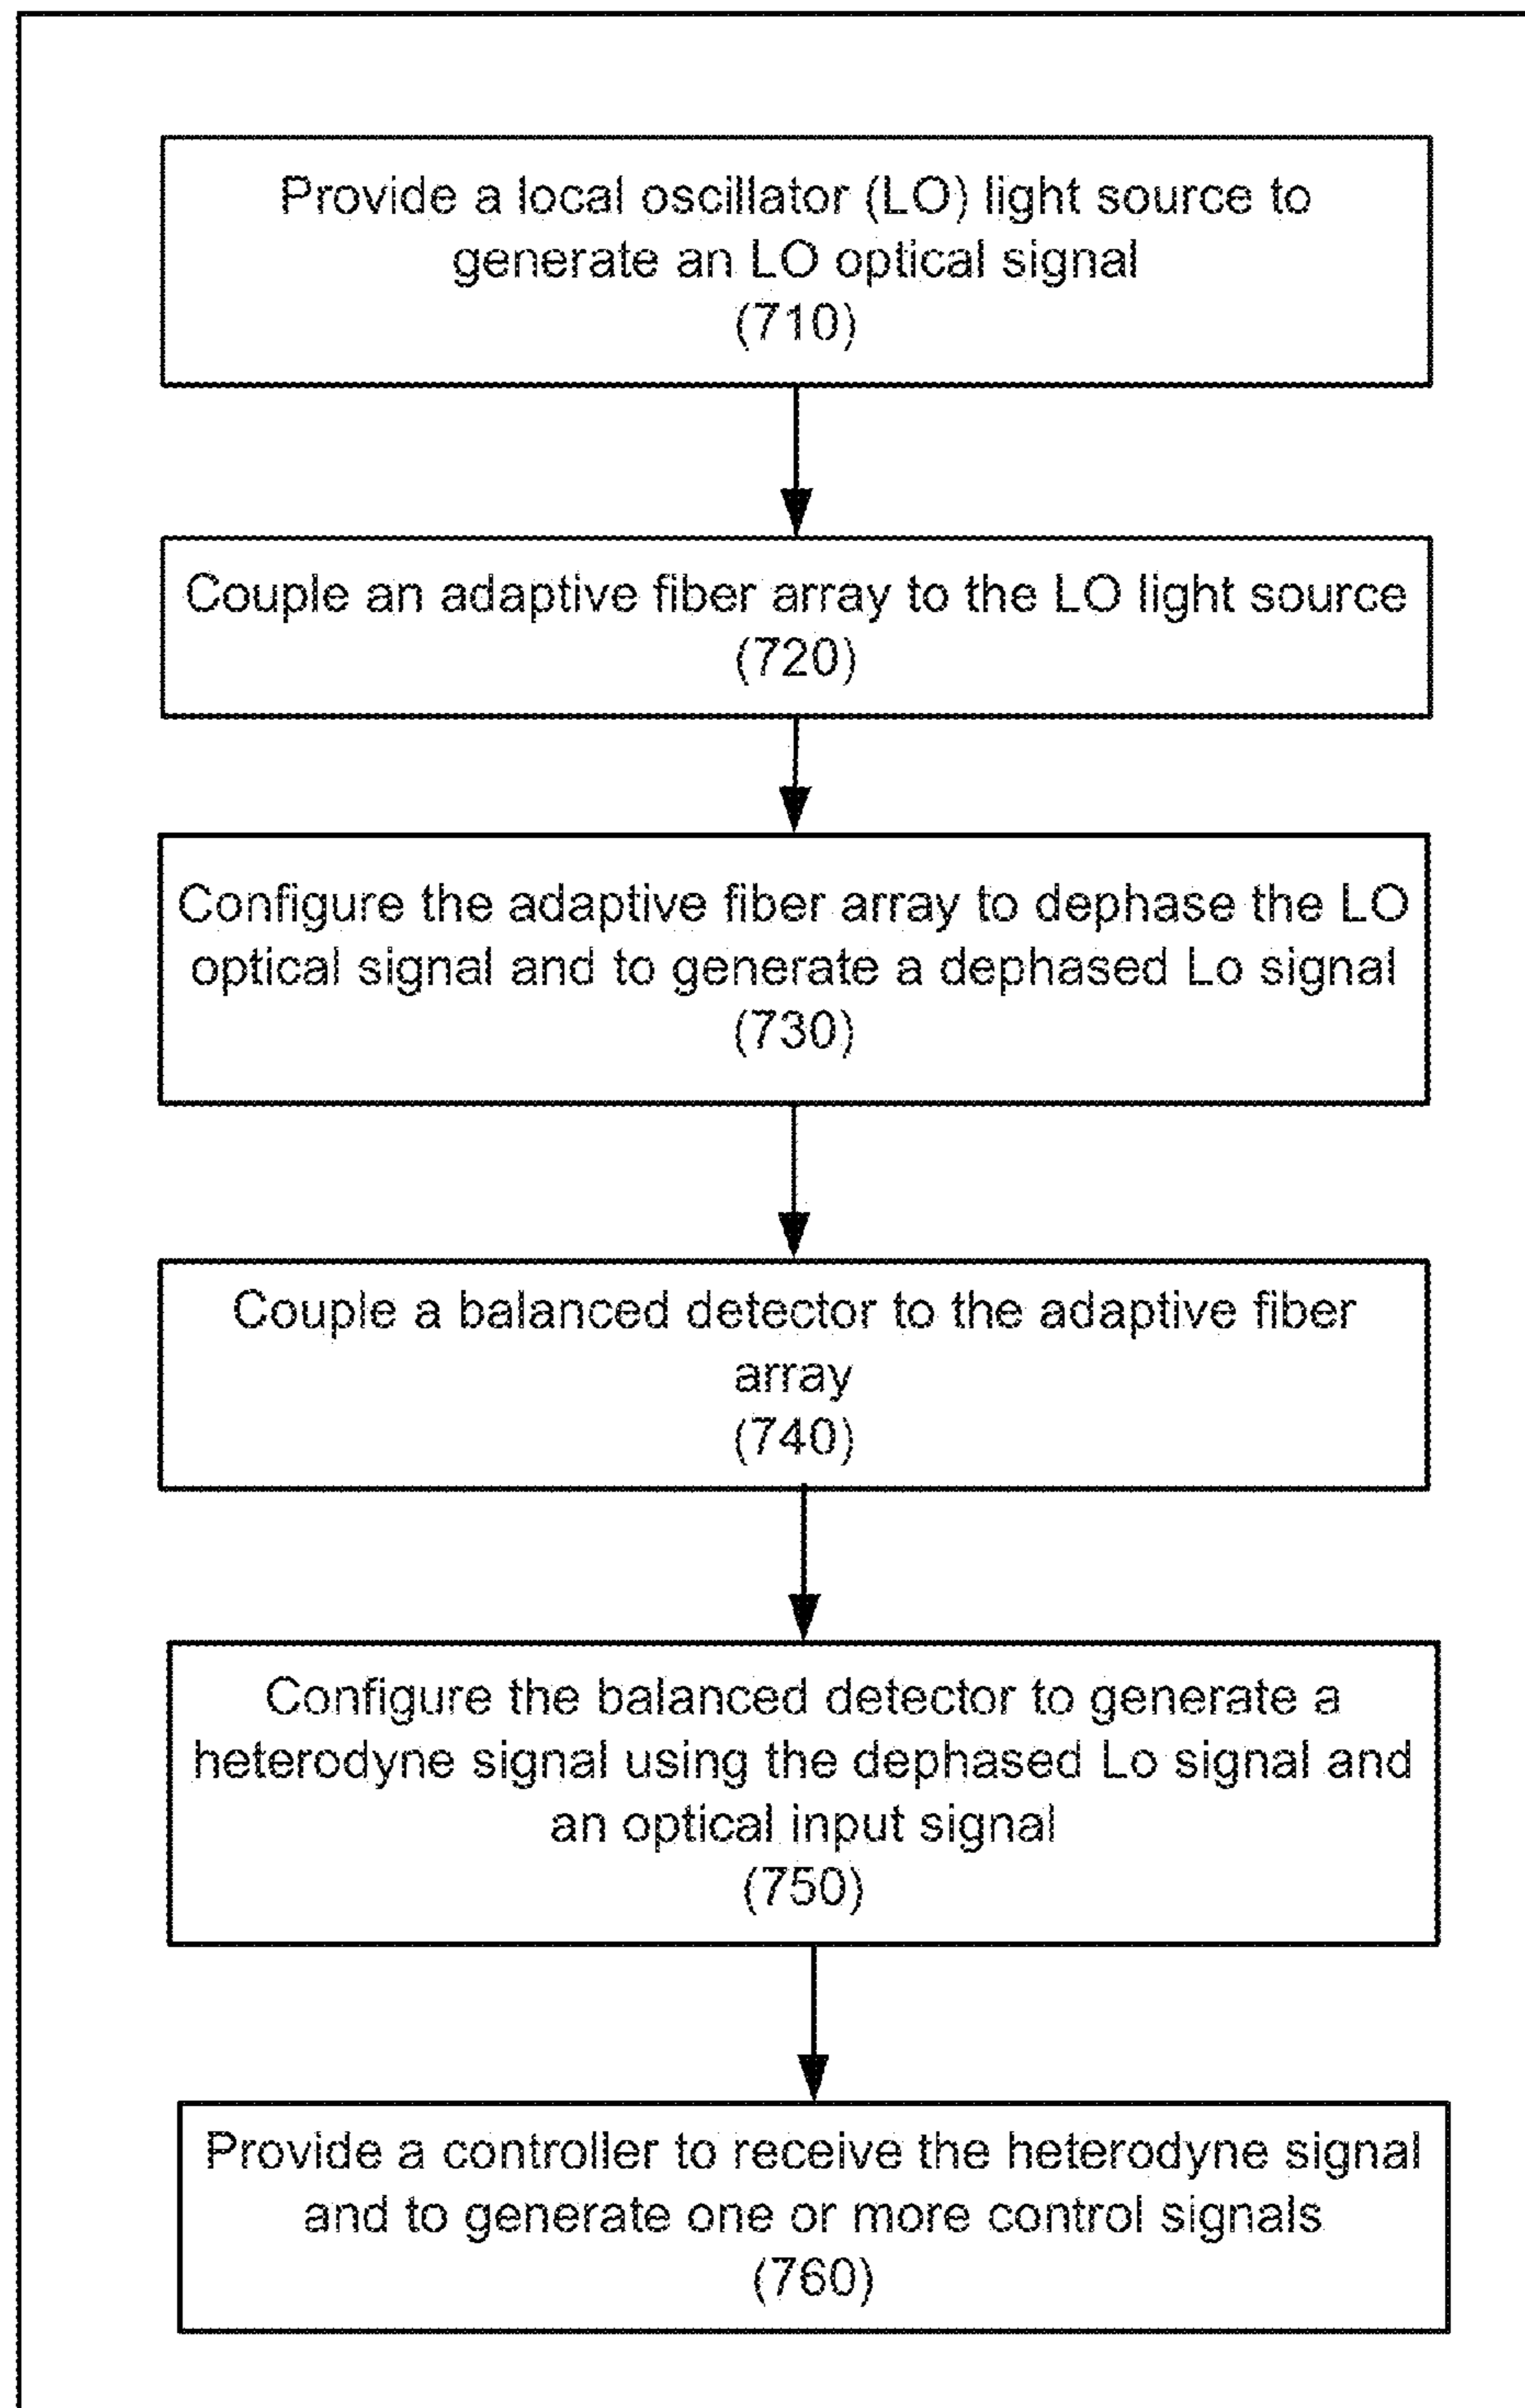 Provide a local oscillator (LO) light source to
generate an LO optical signal
(710)
Couple an adaptive fiber array to the LO light source
(720)
Configure the adaptive fiber array to dephase the LO
optical signal and to generate a dephased Lo signal
(730)
Couple a balanced detector to the adaptive fiber
array
(740)
Configure the balanced detector to generate a
heterodyne signal using the dephased Lo signal and
an optical input signal
(750)
Provide a controller to receive the heterodyne signal
and to generate one or more control signals
(760)